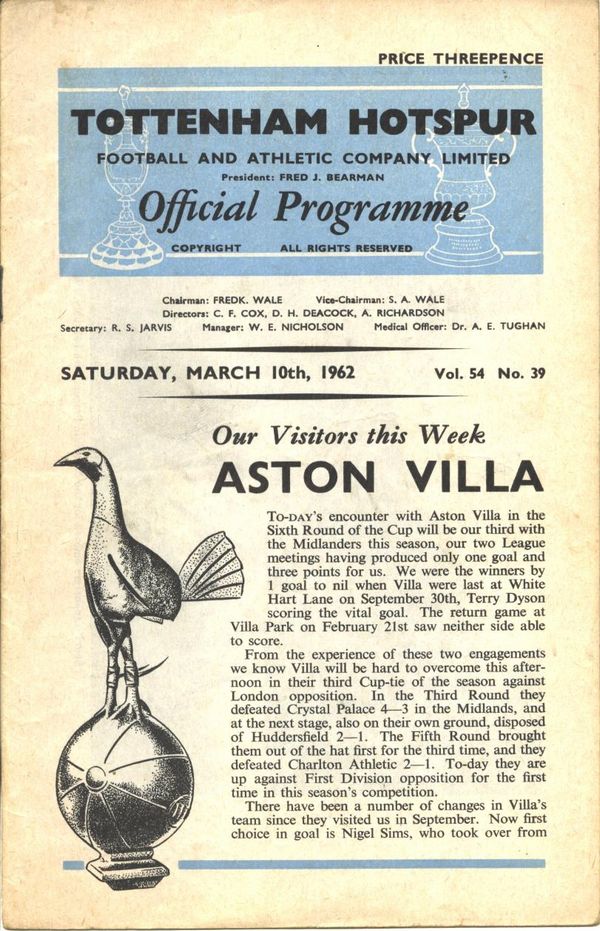 PRICE THREEPENCE
TOTTENHAM HOTSPUR
FOOTBALL AND ATHLETIC COMPANY LIMITED
President: FRED J. BEARMAN
Official Programme
COPYRIGHT ALL RIGHTS RESERVED
Chairman: FREDK. WALE Vice-Chairman: S. A. WALE
Directors: C. F. COX, D. H. DEACOCK, A. RICHARDSON
Secretary: R. S. JARVIS Manager: W. E. NICHOLSON Medical Officer: Dr. A. E. TUGHAN
SATURDAY, MARCH 10th, 1962 Vol. 54 No. 39
Our Visitors this Week
ASTON VILLA
TO-DAY'S encounter with Aston Villa in the
Sixth Round of the Cup will be our third with
the Midlanders this season, our two League
meetings having produced only one goal and
three points for us. We were the winners by
1 goal to nil when Villa were last at White
Hart Lane on September 30th, Terry Dyson
scoring the vital goal. The return game at
Villa Park on February 21st saw neither side able
to score.
From the experience of these two engagements
we know Villa will be hard to overcome this after-
noon in their third Cup-tie of the season against
London opposition. In the Third Round they
defeated Crystal Palace 4—3 in the Midlands, and
at the next stage, also on their own ground, disposed
of Huddersfield 2—1. The Fifth Round brought
them out of the hat first for the third time, and they
defeated Charlton Athletic 2—1. To-day they are
up against First Division opposition for the first
time in this season's competition.
There have been a number of changes in Villa's
team since they visited us in September. Now first
choice in goal is Nigel Sims, who took over from